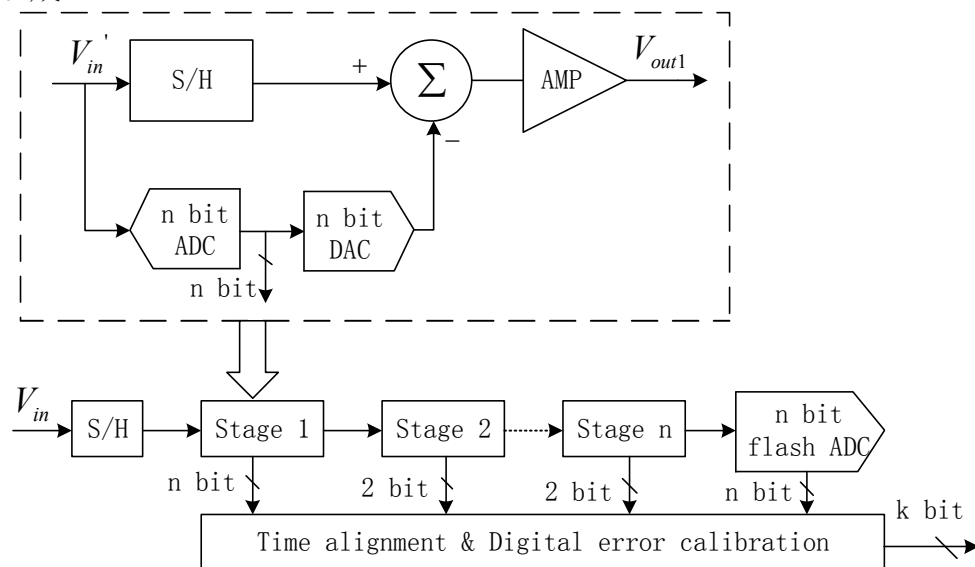 V_in'
S/H
+
Σ
AMP
V_out1
−
n bit
ADC
n bit
DAC
n bit
V_in
S/H
Stage 1
Stage 2
Stage n
n bit
flash ADC
n bit
2 bit
2 bit
n bit
k bit
Time alignment & Digital error calibration